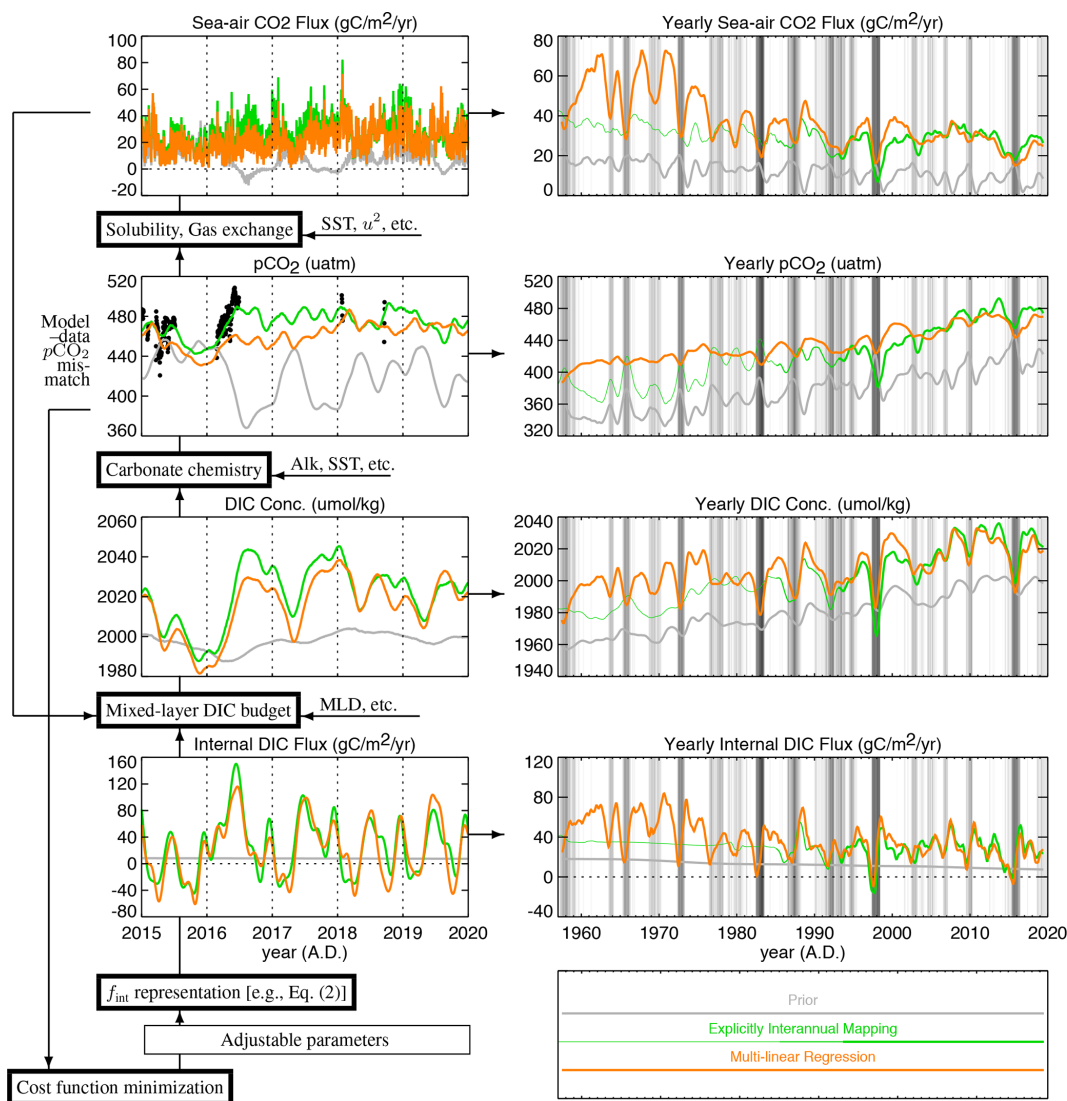 Sea-air CO2 Flux (gC/m2/yr)
100
80
60
40
20
0
-20
2015 2016 2017 2018 2019 2020
Yearly Sea-air CO2 Flux (gC/m2/yr)
80
60
40
20
0
Solubility, Gas exchange
SST, u², etc.
pCO₂ (uatm)
520
480
440
400
360
Model
–data
pCO₂
mis-
match
Yearly pCO₂ (uatm)
520
480
440
400
360
320
Carbonate chemistry
Alk, SST, etc.
DIC Conc. (umol/kg)
2060
2040
2020
2000
1980
Yearly DIC Conc. (umol/kg)
2040
2020
2000
1980
1960
1940
Mixed-layer DIC budget
MLD, etc.
Internal DIC Flux (gC/m2/yr)
160
120
80
40
0
-40
-80
2015 2016 2017 2018 2019 2020
year (A.D.)
Yearly Internal DIC Flux (gC/m2/yr)
120
80
40
0
-40
1960 1970 1980 1990 2000 2010 2020
year (A.D.)
f_int representation [e.g., Eq. (2)]
Adjustable parameters
Cost function minimization
Prior
Explicitly Interannual Mapping
Multi-linear Regression